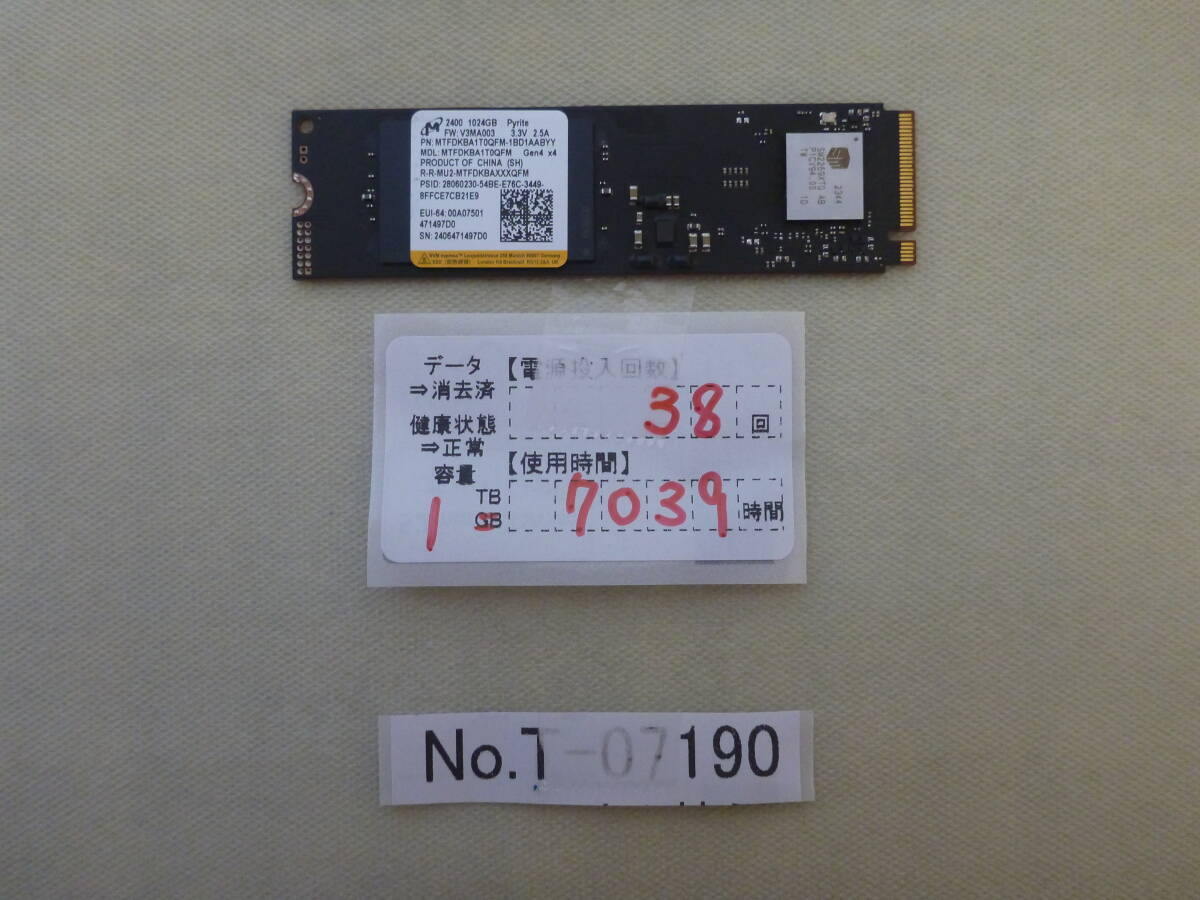 2400 1024GB Pyrite
FW: V3MA003 3.3V 2.5A
PN: MTFDKBA1T0QFM-1BD1AABYY
MDL: MTFDKBA1T0QFM Gen4 x4
PRODUCT OF CHINA (SH)
R-R-MU2-MTFDKBAXXXQFM
PSID: 28060230-54BE-E76C-3449-
8FFCE7CB21E9
EUI-64: 00A07501
471497D0
SN: 2406471497D0
2344
データ
⇒消去済
健康状態
⇒正常
容量
1 TB
GB
【電源投入回数】
38 回
【使用時間】
7039 時間
No.T-07190